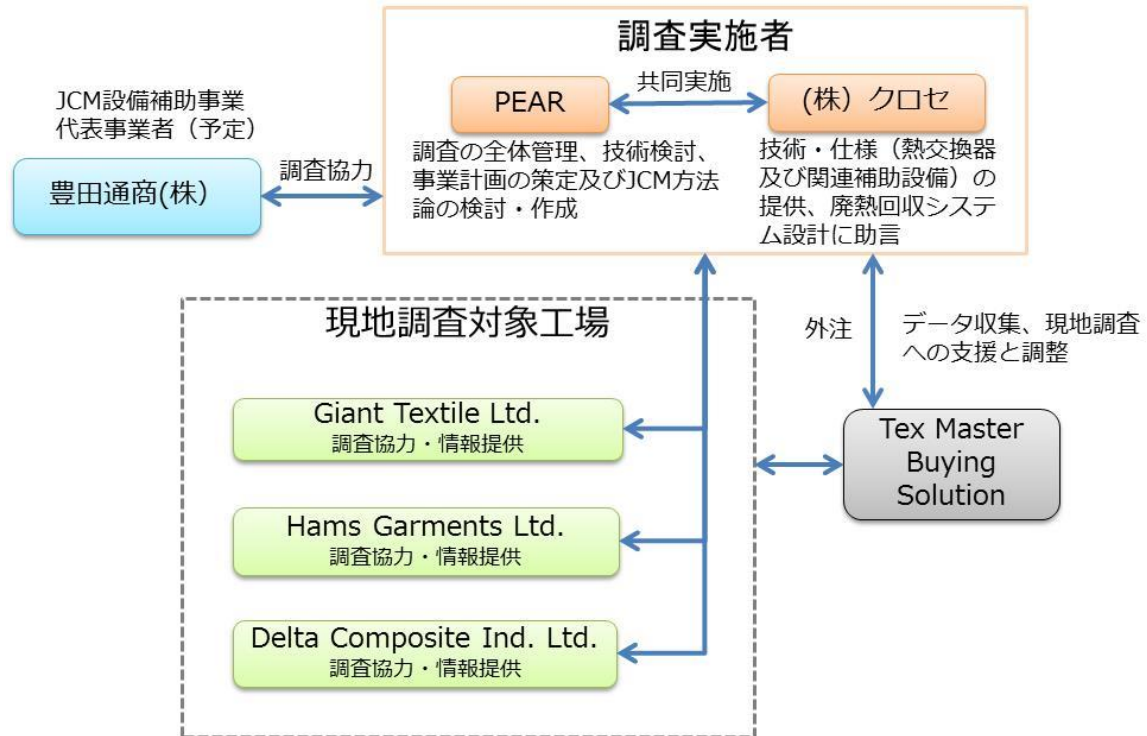 調査実施者
JCM設備補助事業
代表事業者（予定）
豊田通商(株）
調査協力
PEAR
共同実施
(株）クロセ
調査の全体管理、技術検討、
事業計画の策定及びJCM方法
論の検討・作成
技術・仕様（熱交換器
及び関連補助設備）の
提供、廃熱回収システ
ム設計に助言
現地調査対象工場
外注
データ収集、現地調査
への支援と調整
Giant Textile Ltd.
調査協力・情報提供
Hams Garments Ltd.
調査協力・情報提供
Delta Composite Ind. Ltd.
調査協力・情報提供
Tex Master
Buying
Solution